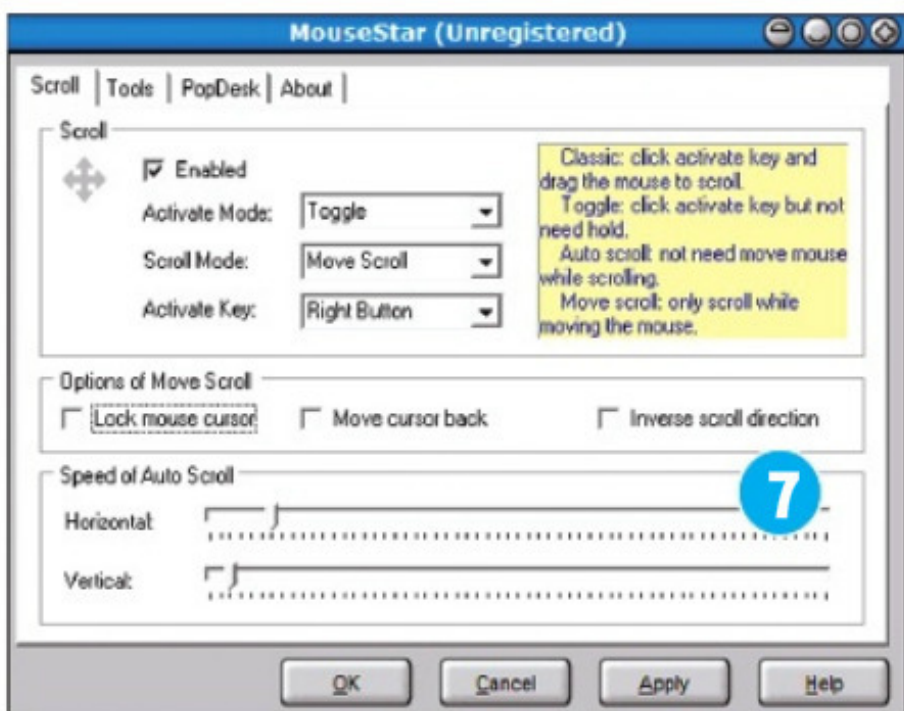 MouseStar (Unregistered)
Scroll Tools PopDesk About
Scroll
Enabled
Activate Mode: Toggle
Scroll Mode: Move Scroll
Activate Key: Right Button
Classic: click activate key and
drag the mouse to scroll.
Toggle: click activate key but not
need hold.
Auto scroll: not need move mouse
while scrolling.
Move scroll: only scroll while
moving the mouse.
Options of Move Scroll
Lock mouse cursor Move cursor back Inverse scroll direction
Speed of Auto Scroll
7
Horizontal:
Vertical:
OK Cancel Apply Help